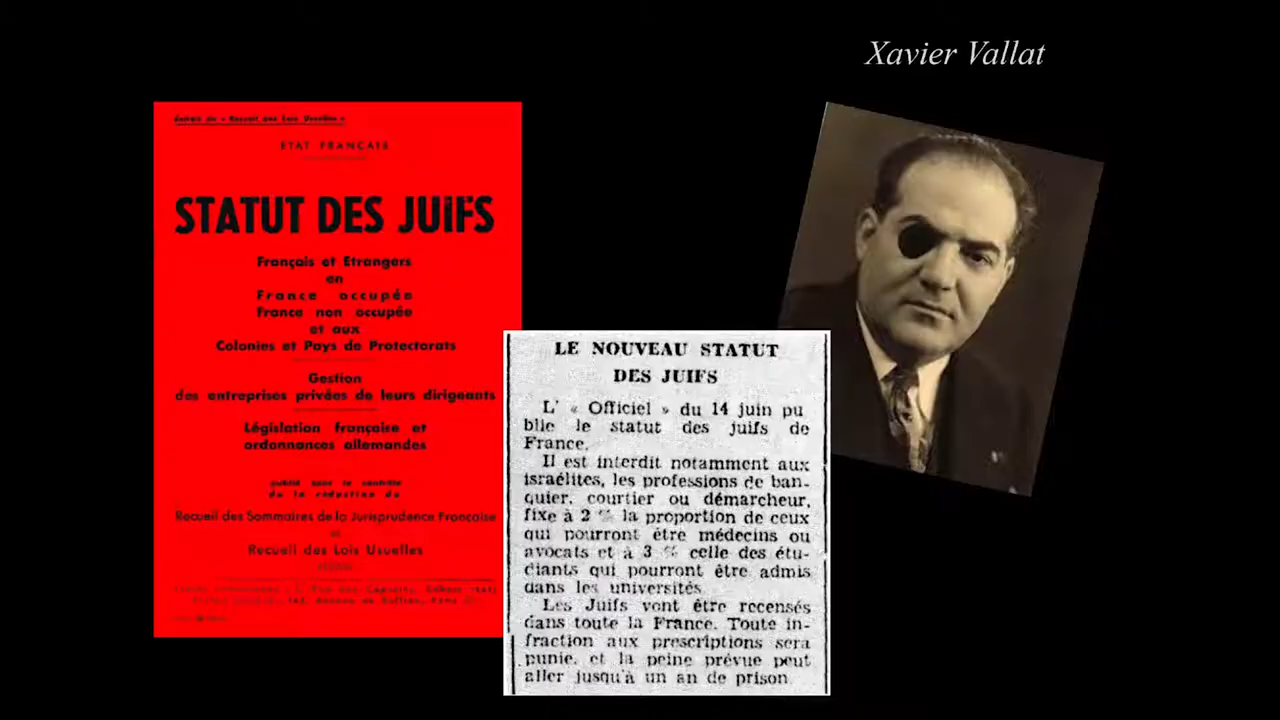 Xavier Vallat
Extrait du « Recueil des Lois Usuelles »
ETAT FRANÇAIS
STATUT DES JUIFS
Français et Etrangers
en
France occupée
France non occupée
et aux
Colonies et Pays de Protectorats
Gestion
des entreprises privées de leurs dirigeants
Législation française et
ordonnances allemandes
publié sous le contrôle
de la rédaction du
Recueil des Sommaires de la Jurisprudence Française
et
Recueil des Lois Usuelles
LE NOUVEAU STATUT
DES JUIFS
L' « Officiel » du 14 juin pu
blie le statut des juifs de
France.
Il est interdit notamment aux
israélites, les professions de ban-
quier, courtier ou démarcheur,
fixe à 2 % la proportion de ceux
qui pourront être médecins ou
avocats et à 3 % celle des étu-
diants qui pourront être admis
dans les universités
Les Juifs vont être recensés
dans toute la France. Toute in-
fraction aux prescriptions sera
punie, et la peine prévue peut
aller jusqu'à un an de prison